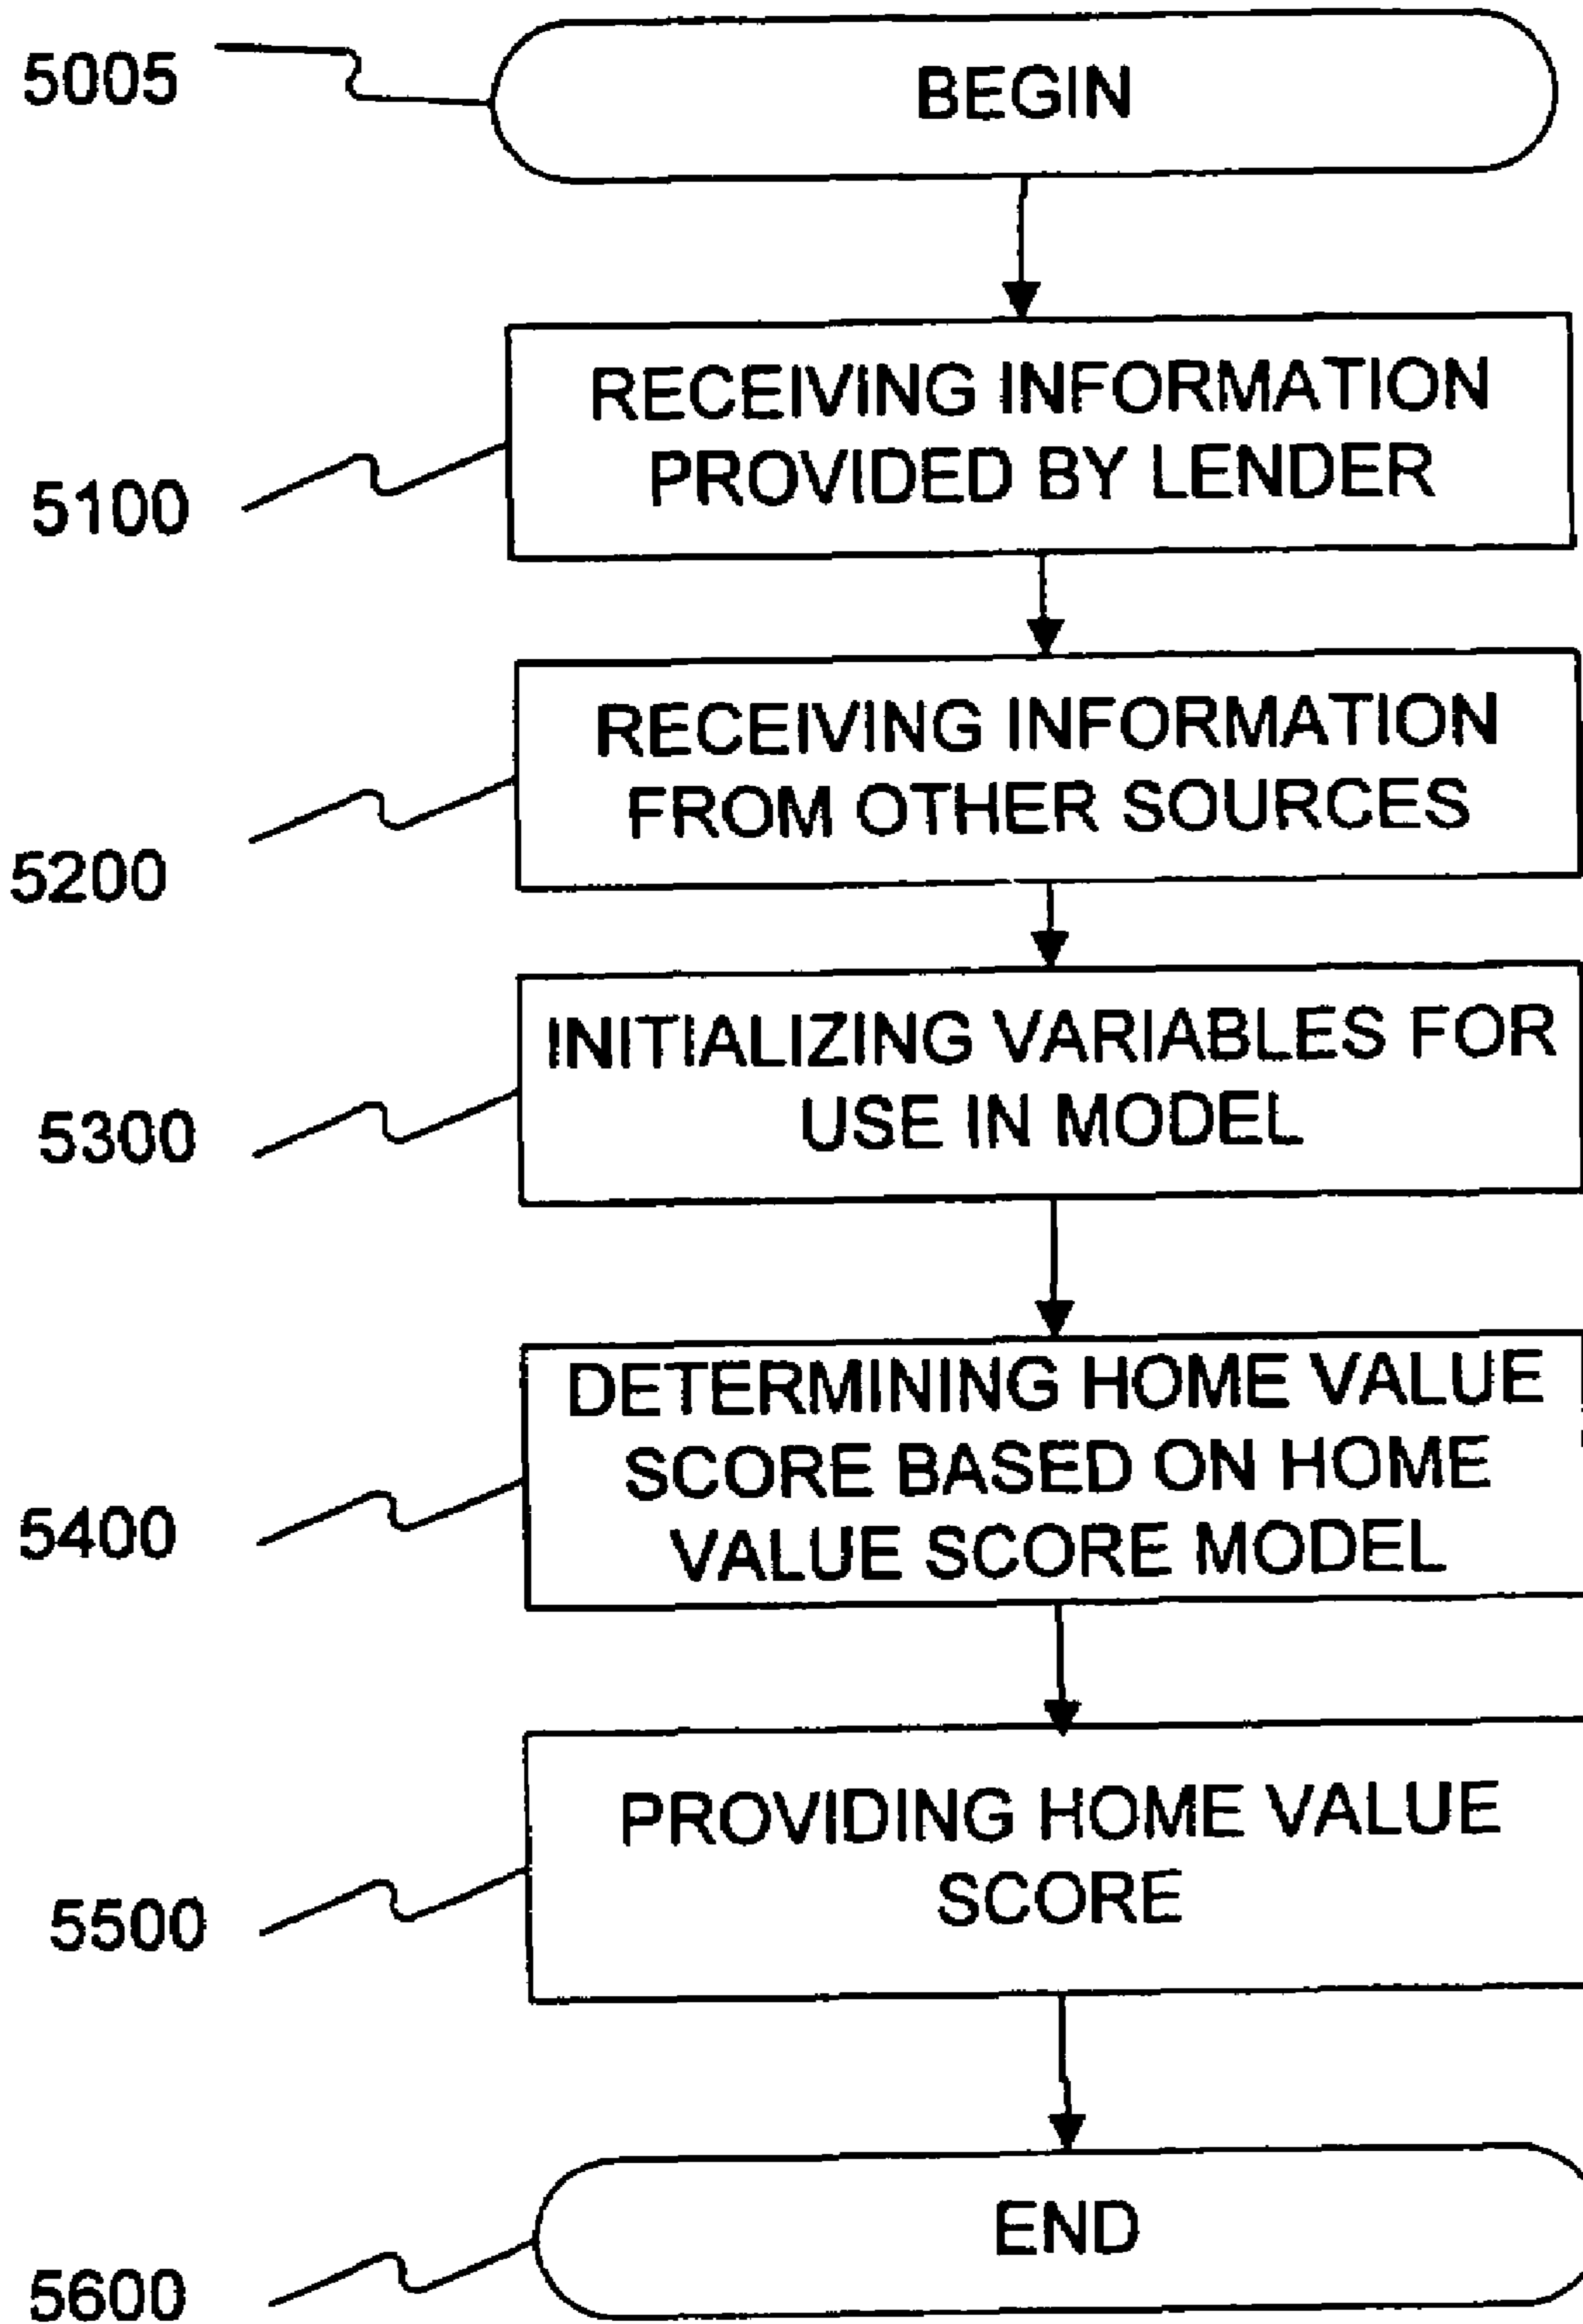 5005
BEGIN
RECEIVING INFORMATION
PROVIDED BY LENDER
5100
RECEIVING INFORMATION
FROM OTHER SOURCES
5200
INITIALIZING VARIABLES FOR
USE IN MODEL
5300
DETERMINING HOME VALUE
SCORE BASED ON HOME
VALUE SCORE MODEL
5400
PROVIDING HOME VALUE
SCORE
5500
END
5600